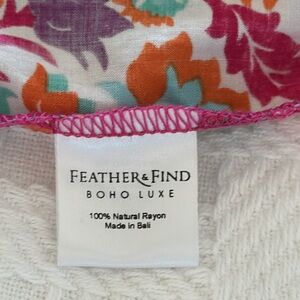 FEATHER & FIND
BOHO LUXE
100% Natural Rayon
Made in Bali